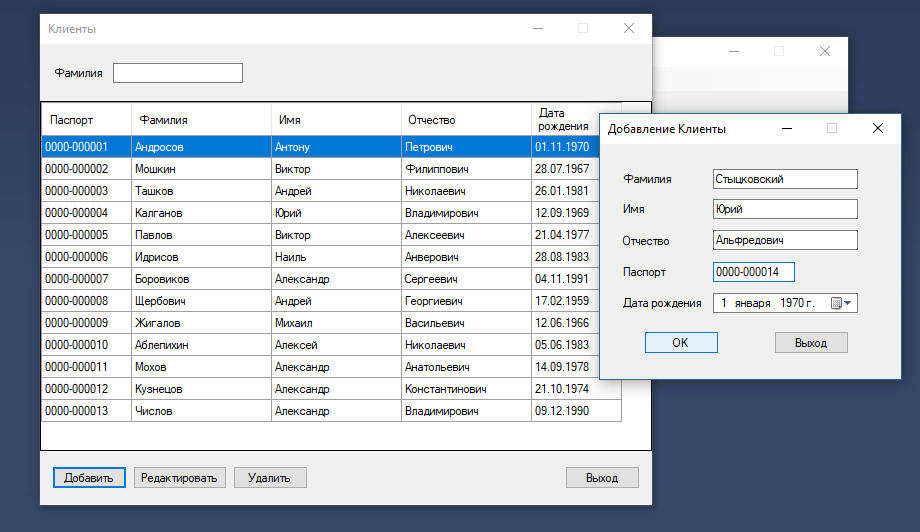 Клиенты
Фамилия
Паспорт Фамилия Имя Отчество Дата рождения
0000-000001 Андросов Антону Петрович 01.11.1970
0000-000002 Мошкин Виктор Филиппович 28.07.1967
0000-000003 Ташков Андрей Николаевич 26.01.1981
0000-000004 Калганов Юрий Владимирович 12.09.1969
0000-000005 Павлов Виктор Алексеевич 21.04.1977
0000-000006 Идрисов Наиль Анверович 28.08.1983
0000-000007 Боровиков Александр Сергеевич 04.11.1991
0000-000008 Щербович Андрей Георгиевич 17.02.1959
0000-000009 Жигалов Михаил Васильевич 12.06.1966
0000-000010 Аблепихин Алексей Николаевич 05.06.1983
0000-000011 Мохов Александр Анатольевич 14.09.1978
0000-000012 Кузнецов Александр Константинович 21.10.1974
0000-000013 Числов Александр Владимирович 09.12.1990
Добавить Редактировать Удалить Выход
Добавление Клиенты
Фамилия Стыцковский
Имя Юрий
Отчество Альфредович
Паспорт 0000-000014
Дата рождения 1 января 1970 г.
OK Выход